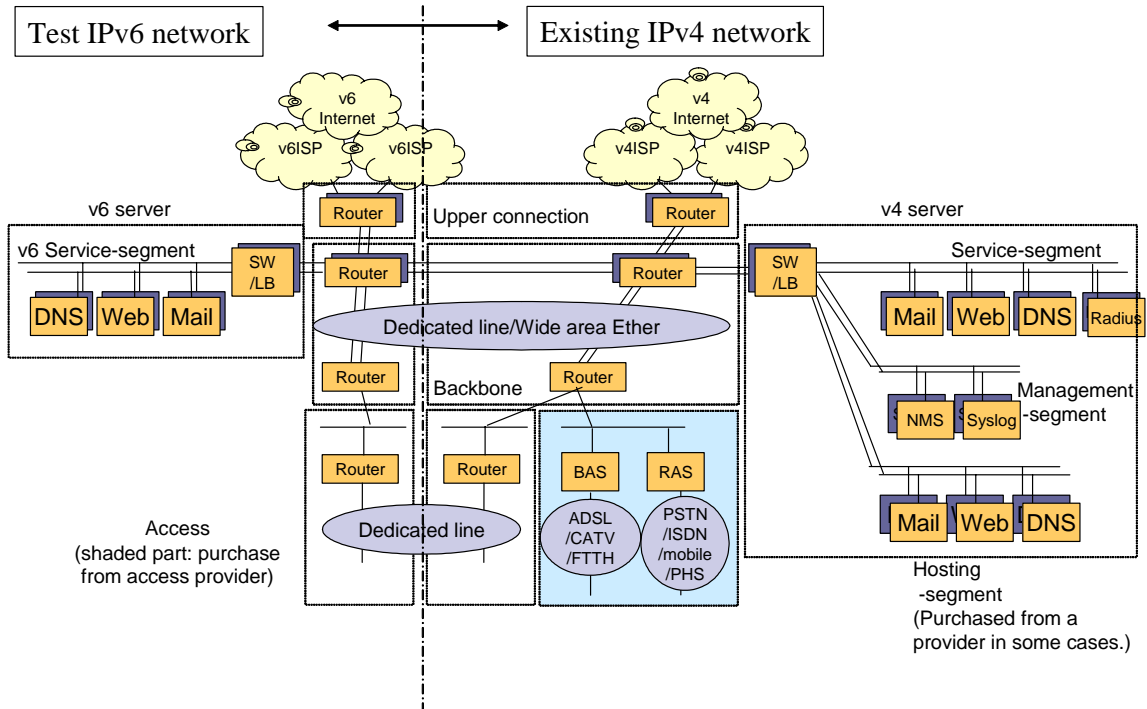 Test IPv6 network
Existing IPv4 network
v6
Internet
v6ISP
v6ISP
v4
Internet
v4ISP
v4ISP
v6 server
Router
Upper connection
Router
v4 server
v6 Service-segment
SW
/LB
Router
Router
SW
/LB
Service-segment
DNS
Web
Mail
Mail
Web
DNS
Radius
Dedicated line/Wide area Ether
Router
Backbone
Router
NMS
Syslog
Management
-segment
Router
Router
BAS
RAS
Access
(shaded part: purchase
from access provider)
Dedicated line
ADSL
/CATV
/FTTH
PSTN
/ISDN
/mobile
/PHS
Mail
Web
DNS
Hosting
-segment
(Purchased from a
provider in some cases.)